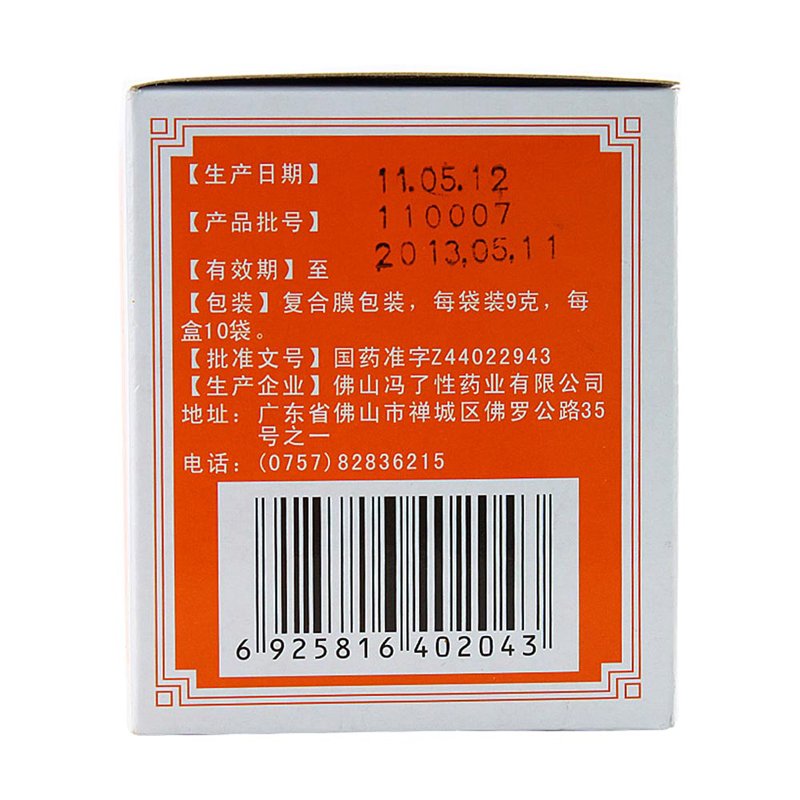 【生产日期】 11.05.12
【产品批号】 110007
【有效期】至 2013.05.11
【包装】复合膜包装，每袋装9克，每
盒10袋。
【批准文号】国药准字Z44022943
【生产企业】佛山冯了性药业有限公司
地址：广东省佛山市禅城区佛罗公路35
号之一
电话：(0757)82836215
6 925816 402043